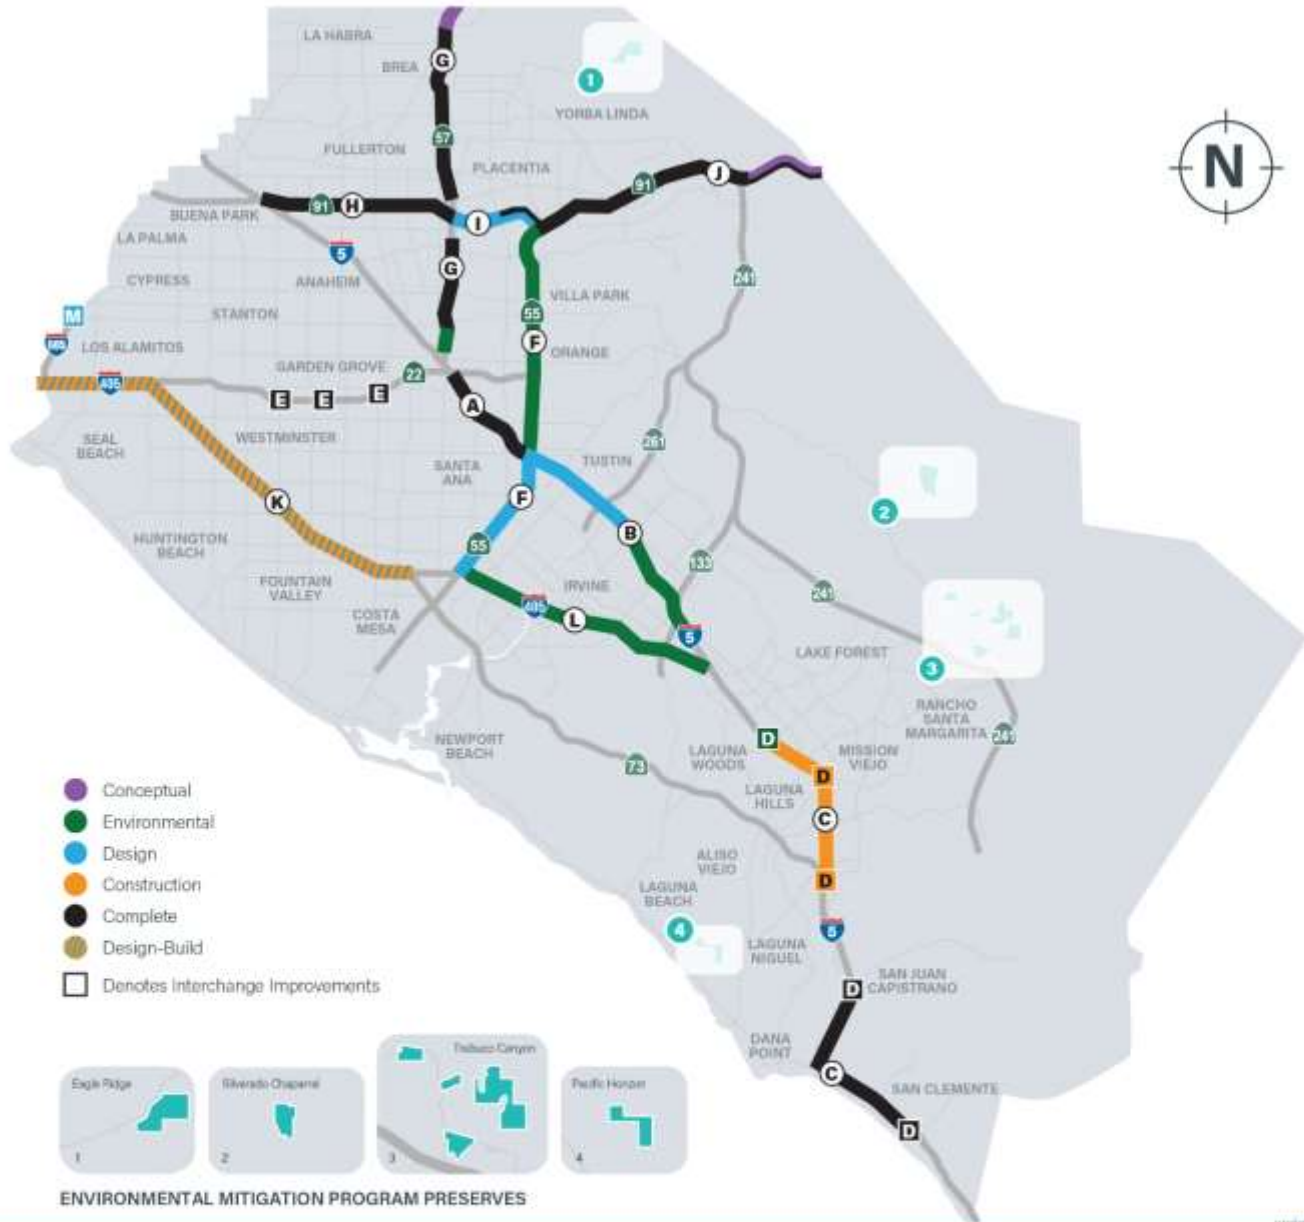 LA HABRA
G
BREA
1
YORBA LINDA
57
FULLERTON
PLACENTIA
N
J
91
91
H
I
BUENA PARK
LA PALMA
5
G
CYPRESS
ANAHEIM
241
VILLA PARK
STANTON
55
M
F
605
LOS ALAMITOS
ORANGE
GARDEN GROVE
22
405
E
E
E
A
SEAL
BEACH
WESTMINSTER
261
SANTA
ANA
TUSTIN
K
F
2
B
HUNTINGTON
BEACH
55
133
FOUNTAIN
VALLEY
IRVINE
241
COSTA
MESA
405
L
5
LAKE FOREST
3
RANCHO
SANTA
MARGARITA
241
NEWPORT
BEACH
D
LAGUNA
WOODS
MISSION
VIEJO
73
D
LAGUNA
HILLS
C
ALISO
VIEJO
D
LAGUNA
BEACH
4
5
LAGUNA
NIGUEL
SAN JUAN
CAPISTRANO
D
DANA
POINT
C
SAN CLEMENTE
D
Conceptual
Environmental
Design
Construction
Complete
Design-Build
Denotes Interchange Improvements
Eagle Ridge
1
Silverado Chaparral
2
Trabuco Canyon
3
Pacific Horizon
4
ENVIRONMENTAL MITIGATION PROGRAM PRESERVES